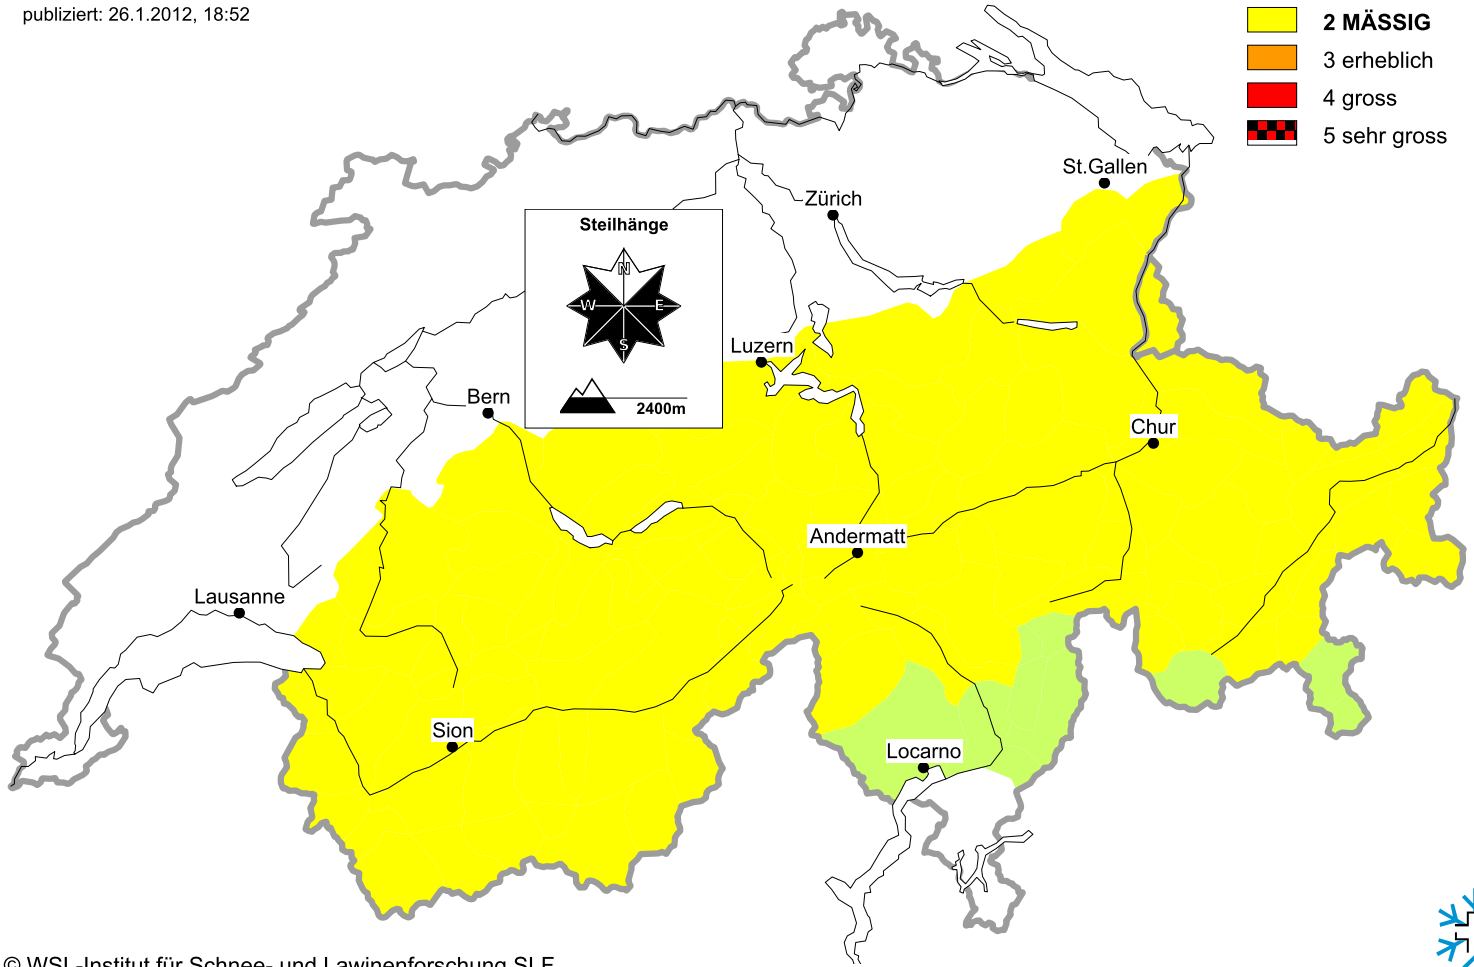 publiziert: 26.1.2012, 18:52
2 MÄSSIG
3 erheblich
4 gross
5 sehr gross
St.Gallen
Zürich
Steilhänge
N
W E
S
2400m
Luzern
Bern
Chur
Andermatt
Lausanne
Sion
Locarno
© WSL-Institut für Schnee- und Lawinenforschung SLF